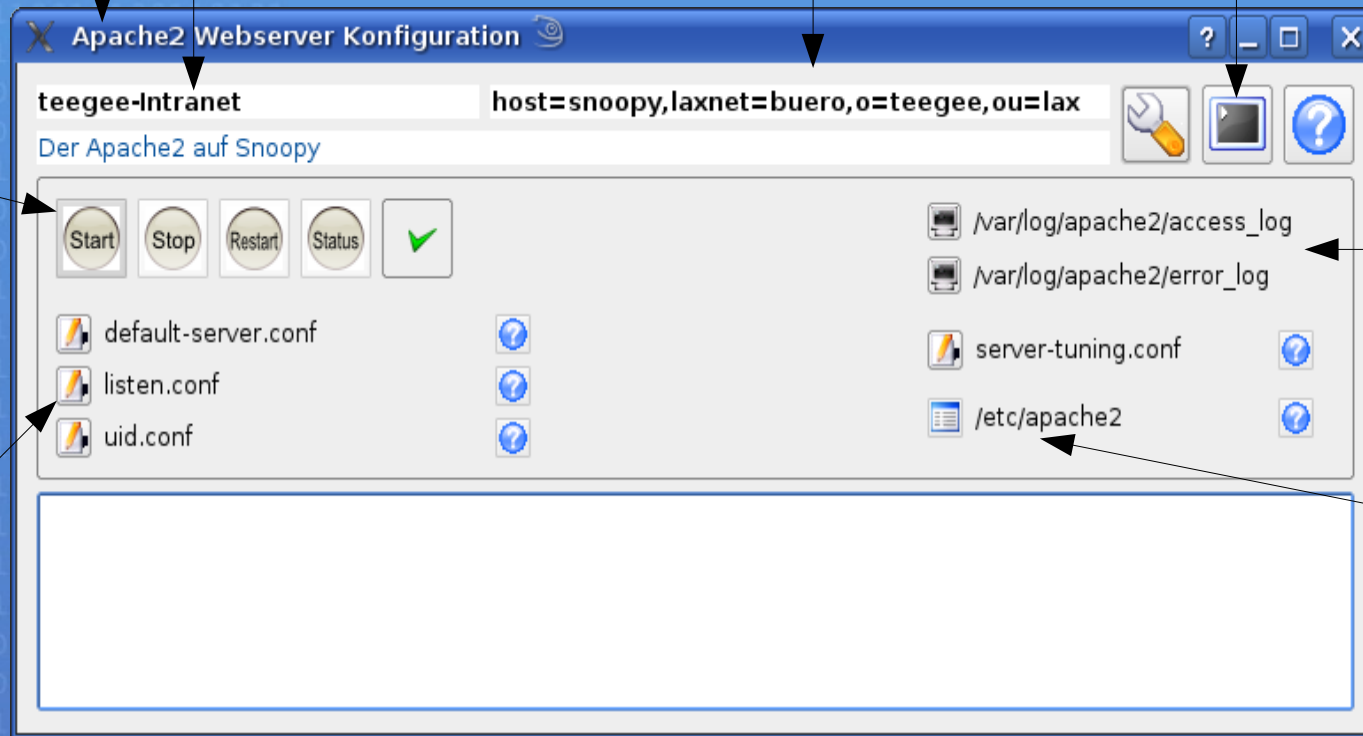 Apache2 Webserver Konfiguration
teegee-Intranet
host=snoopy,laxnet=buero,o=teegee,ou=lax
Der Apache2 auf Snoopy
Start
Stop
Restart
Status
/var/log/apache2/access_log
/var/log/apache2/error_log
default-server.conf
listen.conf
uid.conf
server-tuning.conf
/etc/apache2